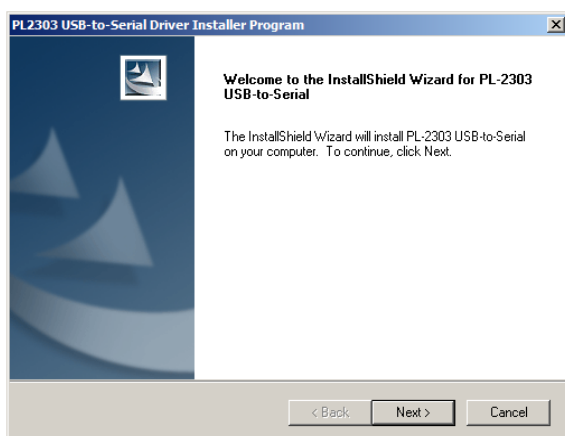 PL2303 USB-to-Serial Driver Installer Program
Welcome to the InstallShield Wizard for PL-2303
USB-to-Serial
The InstallShield Wizard will install PL-2303 USB-to-Serial
on your computer. To continue, click Next.
< Back Next > Cancel